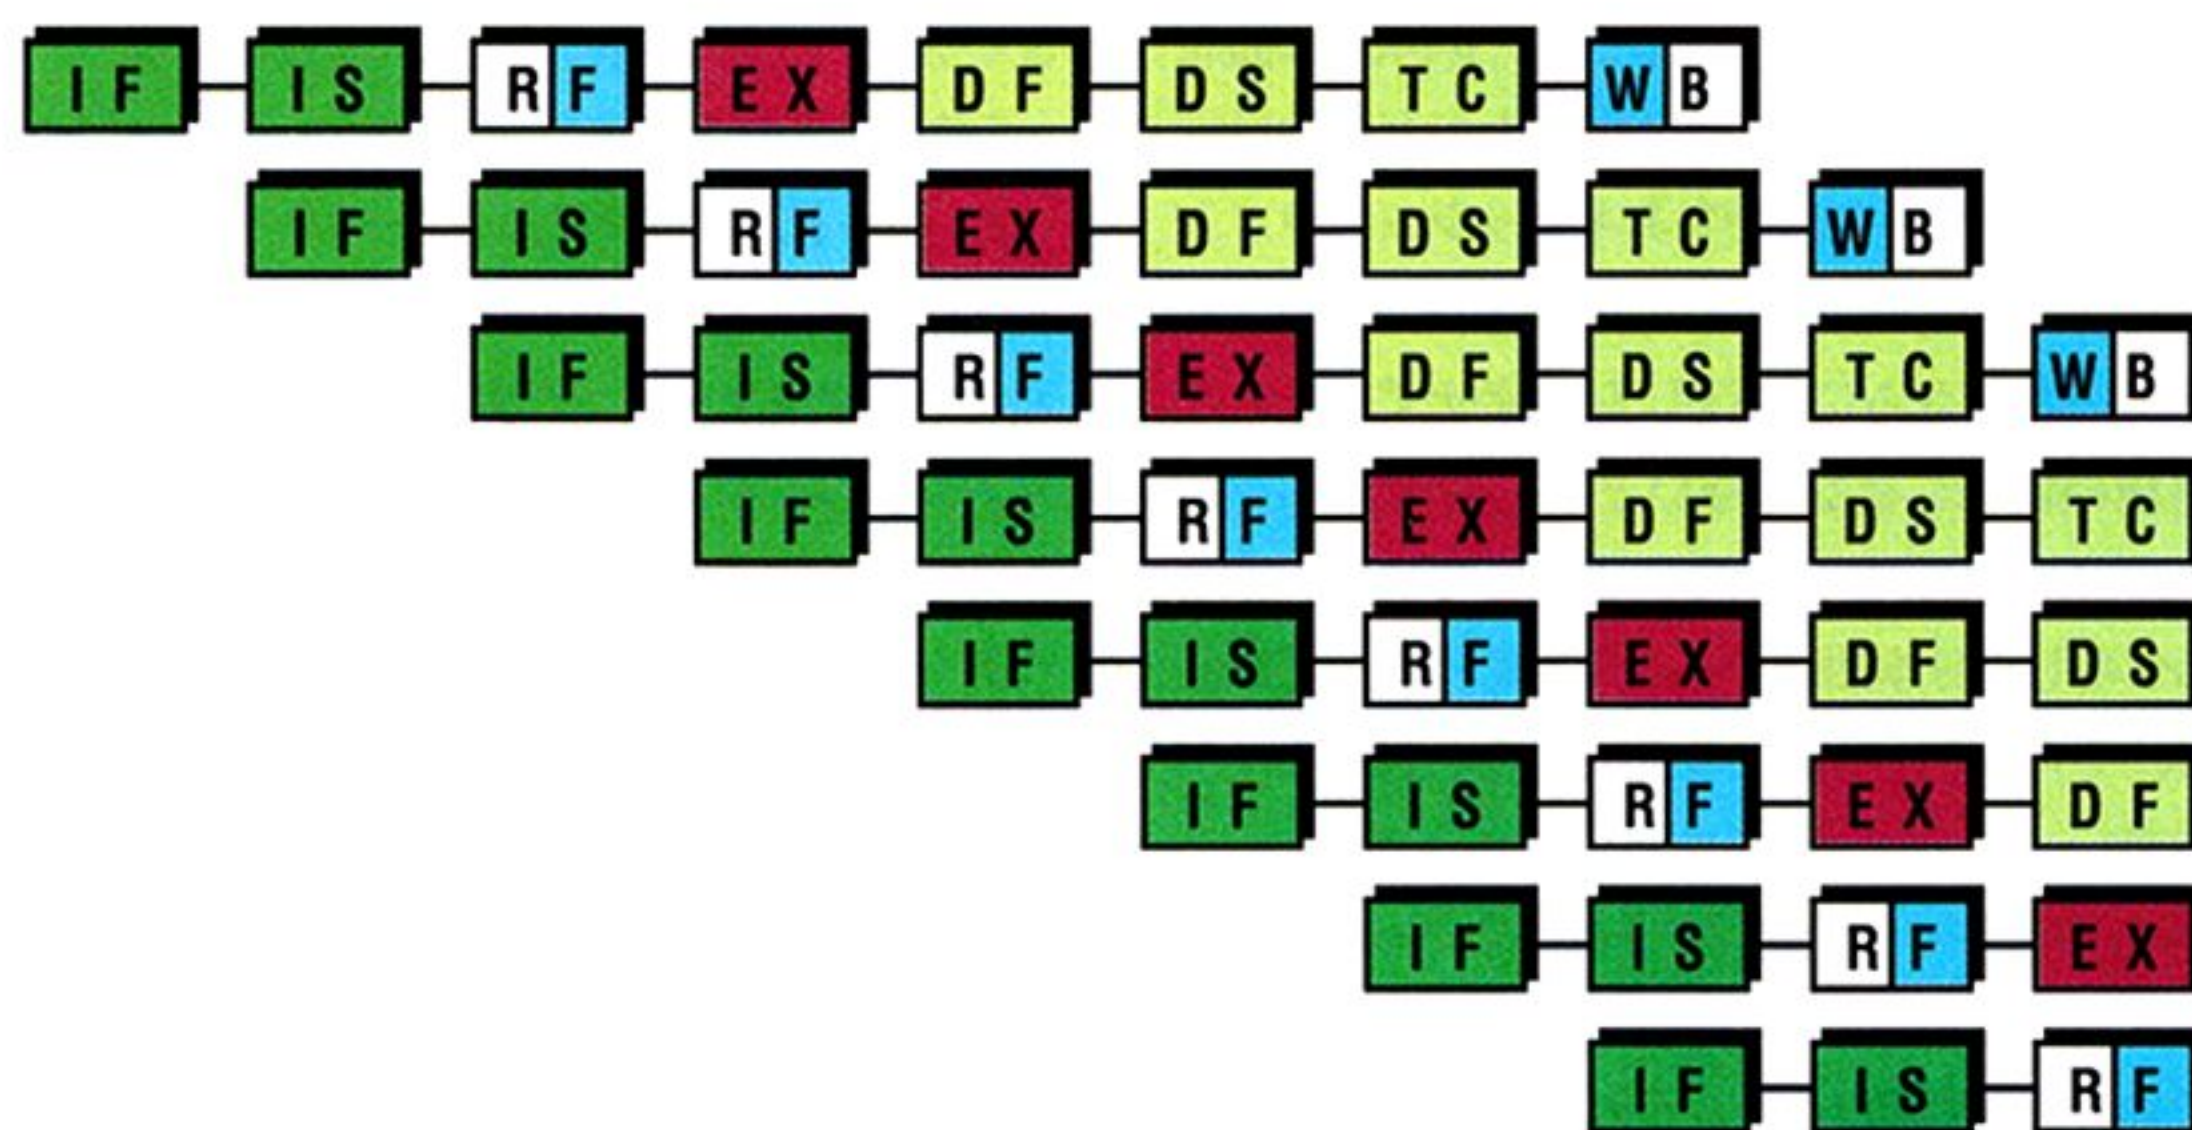 IF IS RF EX DF DS TC WB
IF IS RF EX DF DS TC WB
IF IS RF EX DF DS TC WB
IF IS RF EX DF DS TC
IF IS RF EX DF DS
IF IS RF EX DF
IF IS RF EX
IF IS RF